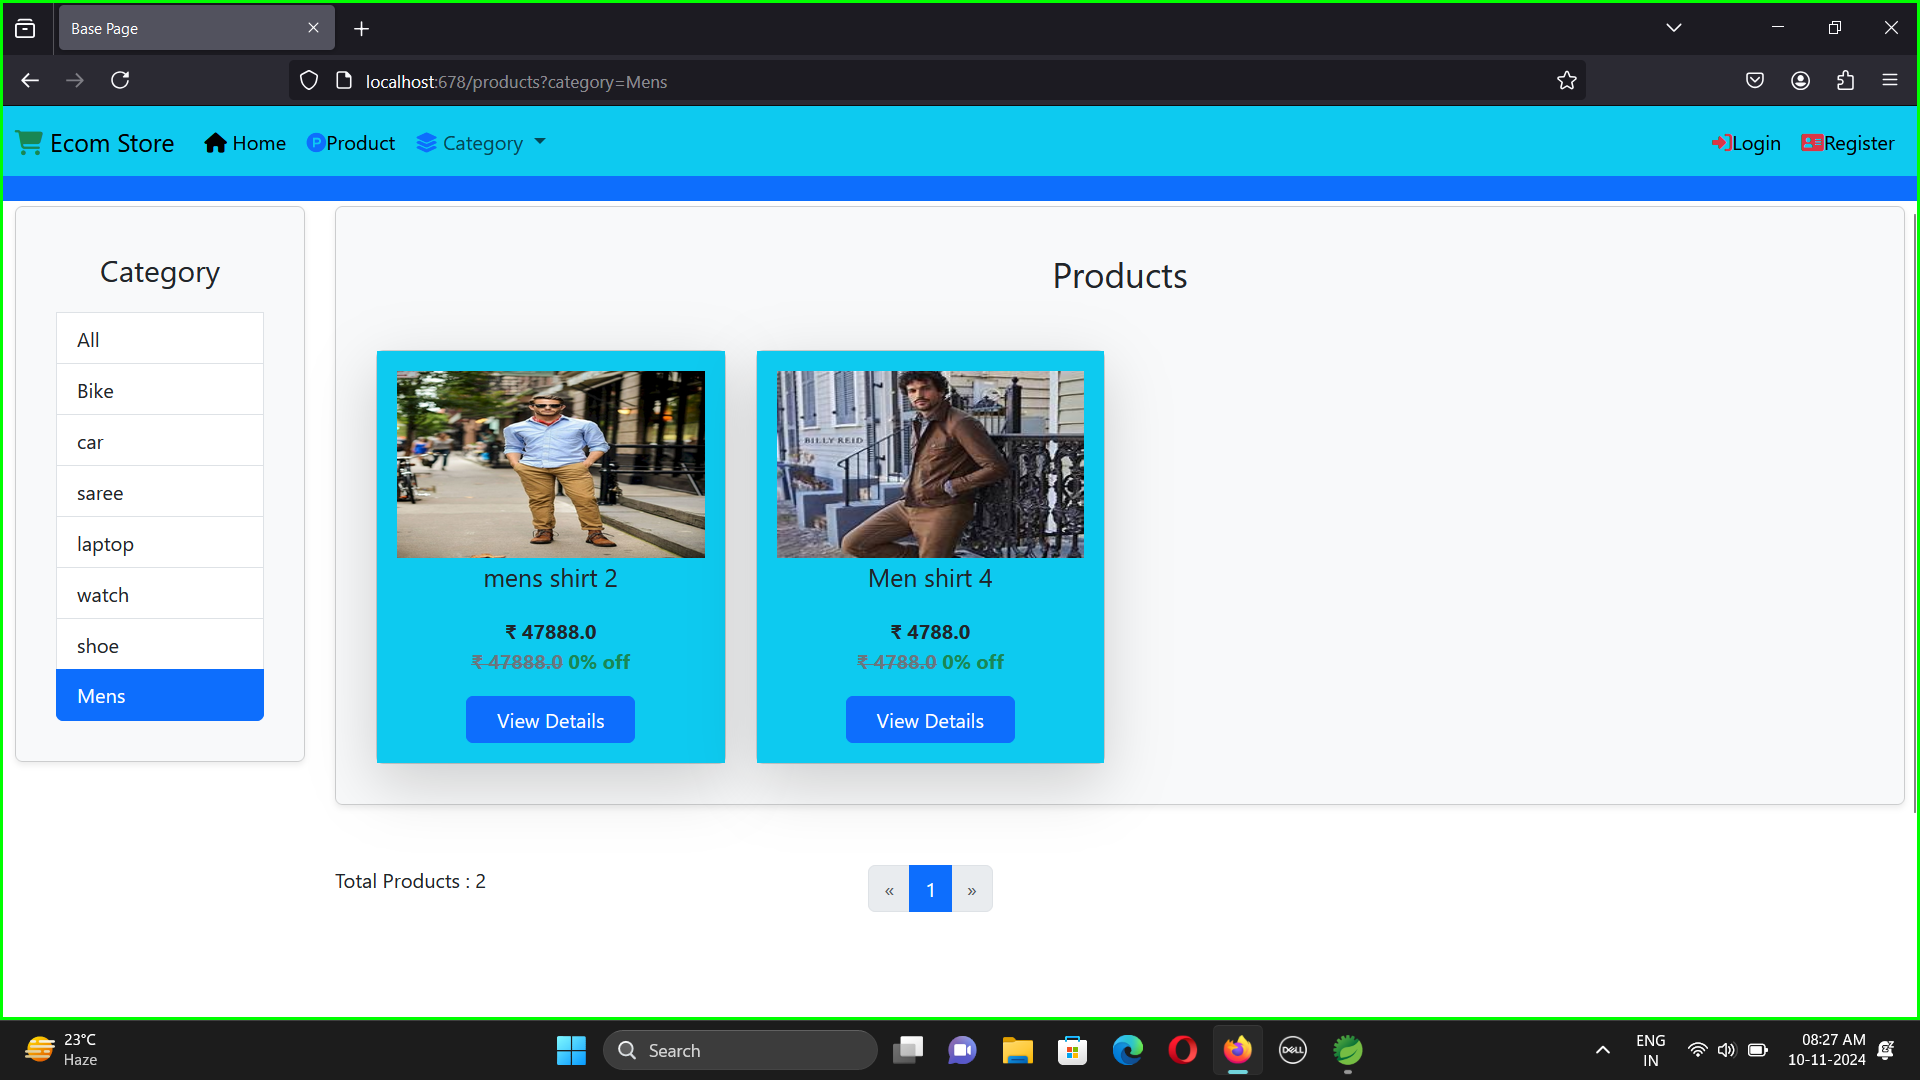 Base Page
localhost:678/products?category=Mens
Ecom Store Home Product Category Login Register
Category
All
Bike
car
saree
laptop
watch
shoe
Mens
Products
BILLY REID
mens shirt 2
₹ 47888.0
₹ 47888.0 0% off
View Details
Men shirt 4
₹ 4788.0
₹ 4788.0 0% off
View Details
Total Products : 2
« 1 »
23°C
Haze
Search
DELL
ENG
IN
08:27 AM
10-11-2024